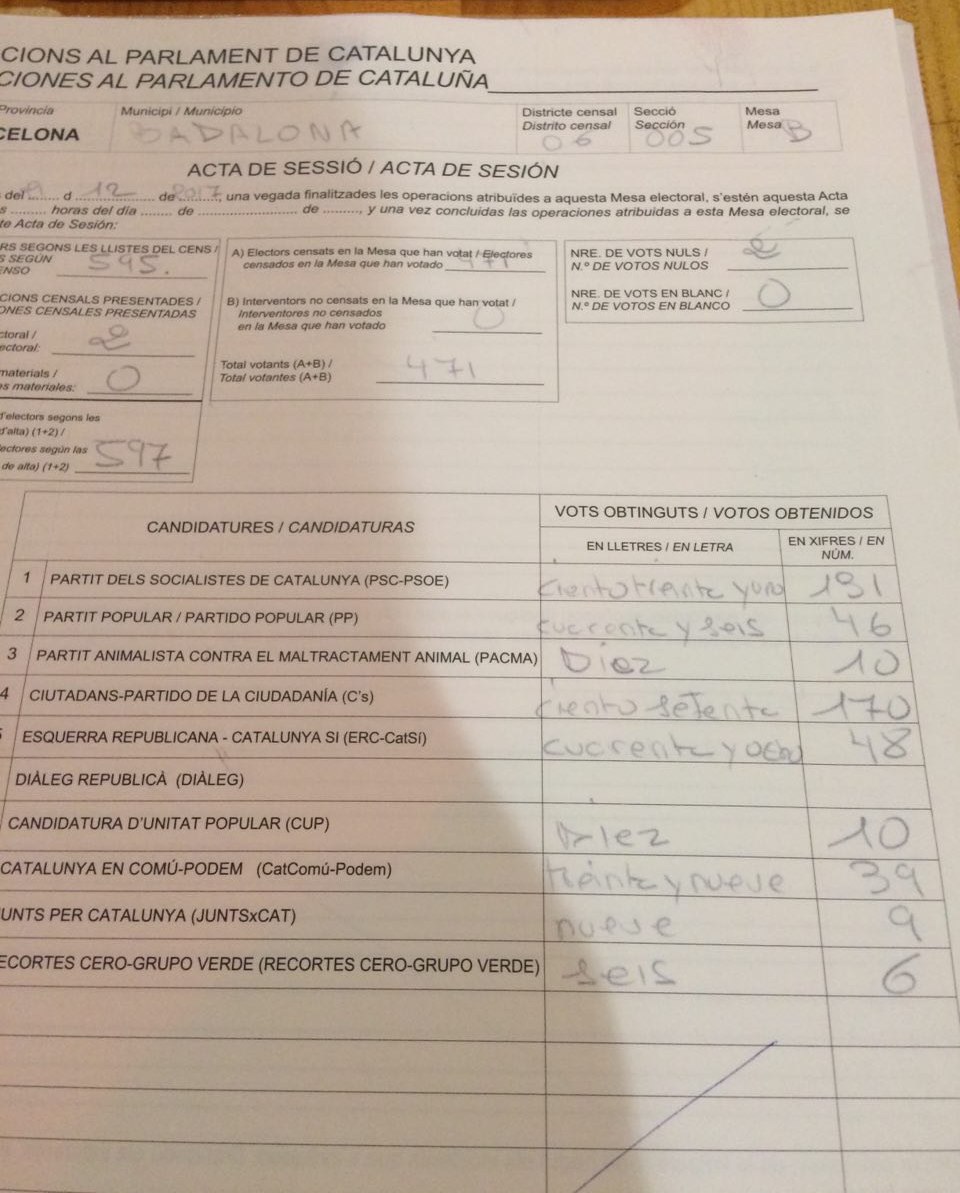 CIONS AL PARLAMENT DE CATALUNYA
CIONES AL PARLAMENTO DE CATALUÑA
Provincia
CELONA
Municipi / Municipio
BADALONA
Districte censal
Distrito censal
06
Secció
Sección
005
Mesa
Mesa B
ACTA DE SESSIÓ / ACTA DE SESIÓN
del ........ d ...12... de 2017, una vegada finalitzades les operacions atribuïdes a aquesta Mesa electoral, s'estén aquesta Acta
s ........ horas del día ........ de ........................ de ........., y una vez concluidas las operaciones atribuidas a esta Mesa electoral, se
te Acta de Sesión:
RS SEGONS LES LLISTES DEL CENS /
S SEGÚN
ENSO 595.
CIONS CENSALS PRESENTADES /
ONES CENSALES PRESENTADAS
ctoral /
ectoral: 2
materials /
es materiales: 0
d'electors segons les
d'alta) (1+2) /
lectores según las
de alta) (1+2) 597
A) Electors censats en la Mesa que han votat / Electores
censados en la Mesa que han votado 471
B) Interventors no censats en la Mesa que han votat /
Interventores no censados
en la Mesa que han votado 0
Total votants (A+B) /
Total votantes (A+B) 471
NRE. DE VOTS NULS /
N.º DE VOTOS NULOS 2
NRE. DE VOTS EN BLANC /
N.º DE VOTOS EN BLANCO 0
CANDIDATURES / CANDIDATURAS
VOTS OBTINGUTS / VOTOS OBTENIDOS
EN LLETRES / EN LETRA
EN XIFRES / EN
NÚM.
1 PARTIT DELS SOCIALISTES DE CATALUNYA (PSC-PSOE) ciento treinta y uno 131
2 PARTIT POPULAR / PARTIDO POPULAR (PP) cuarenta y seis 46
3 PARTIT ANIMALISTA CONTRA EL MALTRACTAMENT ANIMAL (PACMA) Diez 10
4 CIUTADANS-PARTIDO DE LA CIUDADANÍA (C's) ciento setenta 170
ESQUERRA REPUBLICANA - CATALUNYA SI (ERC-CatSí) cuarenta y ocho 48
DIÀLEG REPUBLICÀ (DIÀLEG)
CANDIDATURA D'UNITAT POPULAR (CUP) Diez 10
CATALUNYA EN COMÚ-PODEM (CatComú-Podem) treinta y nueve 39
UNTS PER CATALUNYA (JUNTSxCAT) nueve 9
ECORTES CERO-GRUPO VERDE (RECORTES CERO-GRUPO VERDE) seis 6